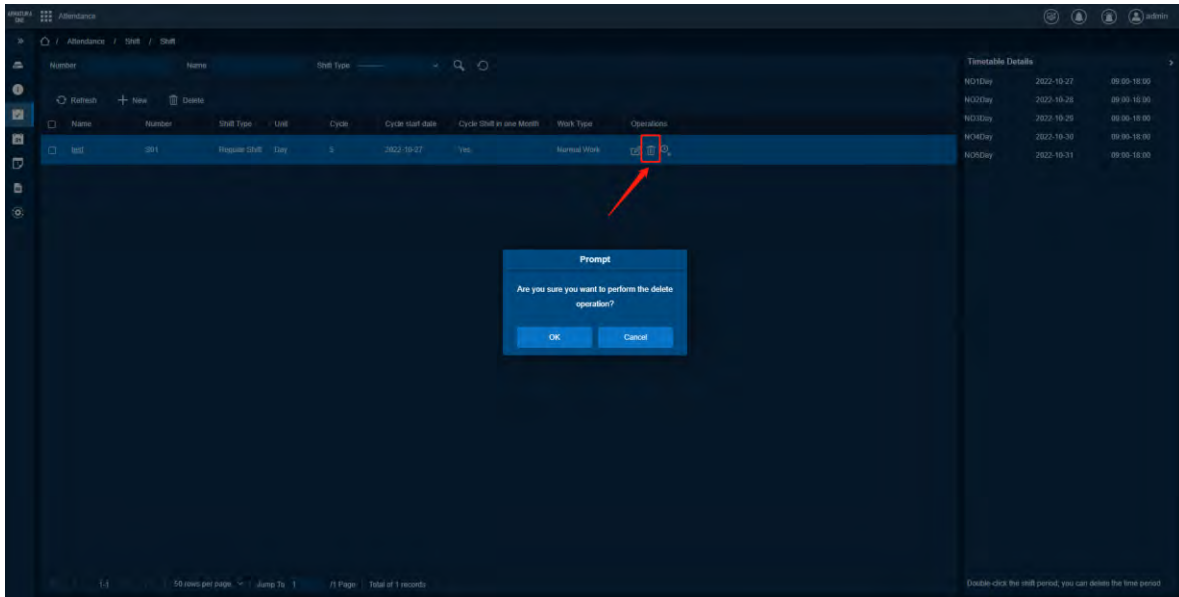 Attendance
admin
/ Attendance / Shift / Shift
Number Name Shift Type --------
Refresh New Delete
Name Number Shift Type Unit Cycle Cycle start date Cycle Shift in one Month Work Type Operations
test Regular Shift Day 5 2022-10-27 Yes Normal Work
Prompt
Are you sure you want to perform the delete
operation?
OK Cancel
50 rows per page Jump To 1 /1 Page Total of 1 records
Timetable Details
NO1Day 2022-10-27 09:00-18:00
NO2Day 2022-10-28 09:00-18:00
NO3Day 2022-10-29 09:00-18:00
NO4Day 2022-10-30 09:00-18:00
NO5Day 2022-10-31 09:00-18:00
Double-click the shift period, you can delete the time period